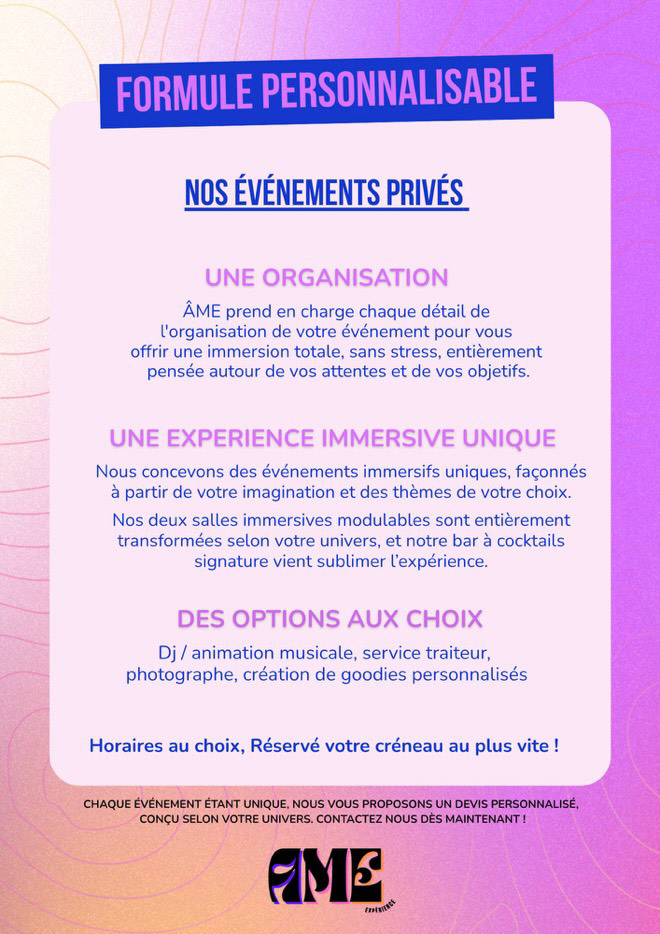 FORMULE PERSONNALISABLE
NOS ÉVÉNEMENTS PRIVÉS
UNE ORGANISATION
ÂME prend en charge chaque détail de
l'organisation de votre événement pour vous
offrir une immersion totale, sans stress, entièrement
pensée autour de vos attentes et de vos objetifs.
UNE EXPERIENCE IMMERSIVE UNIQUE
Nous concevons des événements immersifs uniques, façonnés
à partir de votre imagination et des thèmes de votre choix.
Nos deux salles immersives modulables sont entièrement
transformées selon votre univers, et notre bar à cocktails
signature vient sublimer l’expérience.
DES OPTIONS AUX CHOIX
Dj / animation musicale, service traiteur,
photographe, création de goodies personnalisés
Horaires au choix, Réservé votre créneau au plus vite !
CHAQUE ÉVÉNEMENT ÉTANT UNIQUE, NOUS VOUS PROPOSONS UN DEVIS PERSONNALISÉ,
CONÇU SELON VOTRE UNIVERS. CONTACTEZ NOUS DÈS MAINTENANT !
AME
EXPÉRIENCE